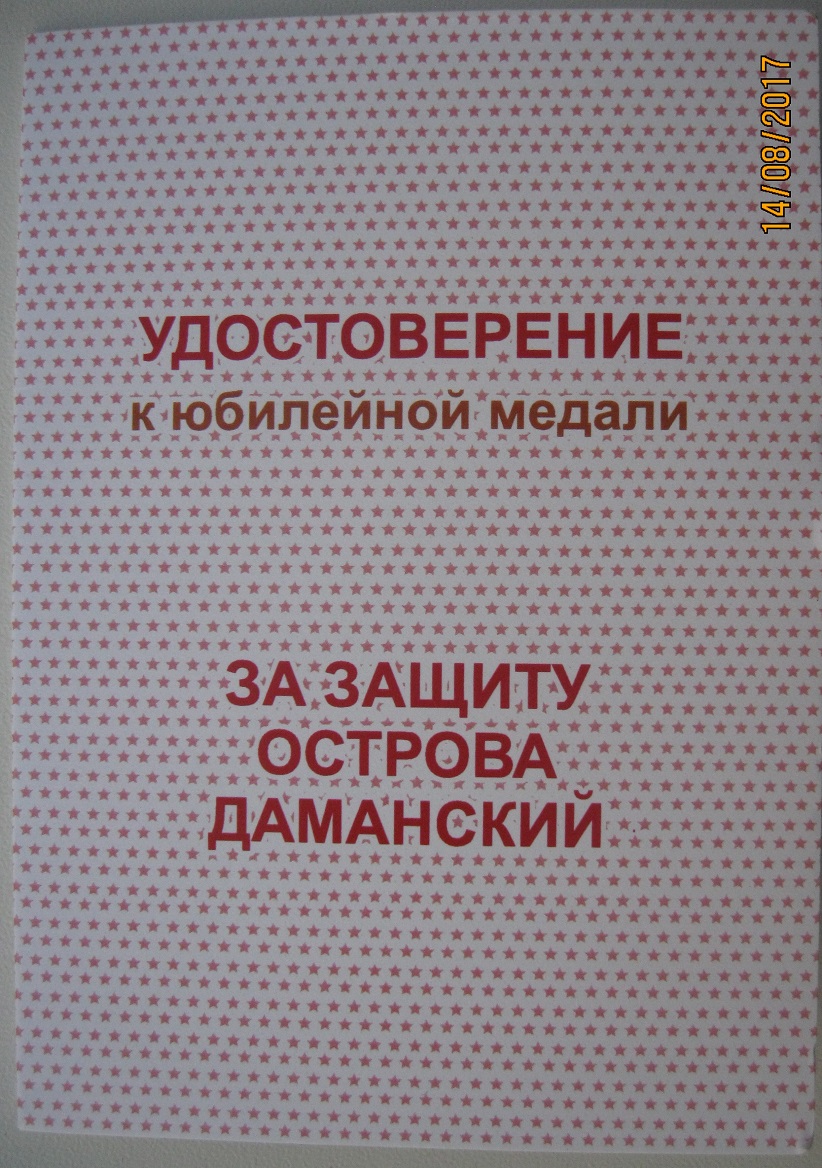 14/08/2017
УДОСТОВЕРЕНИЕ
к юбилейной медали
ЗА ЗАЩИТУ
ОСТРОВА
ДАМАНСКИЙ